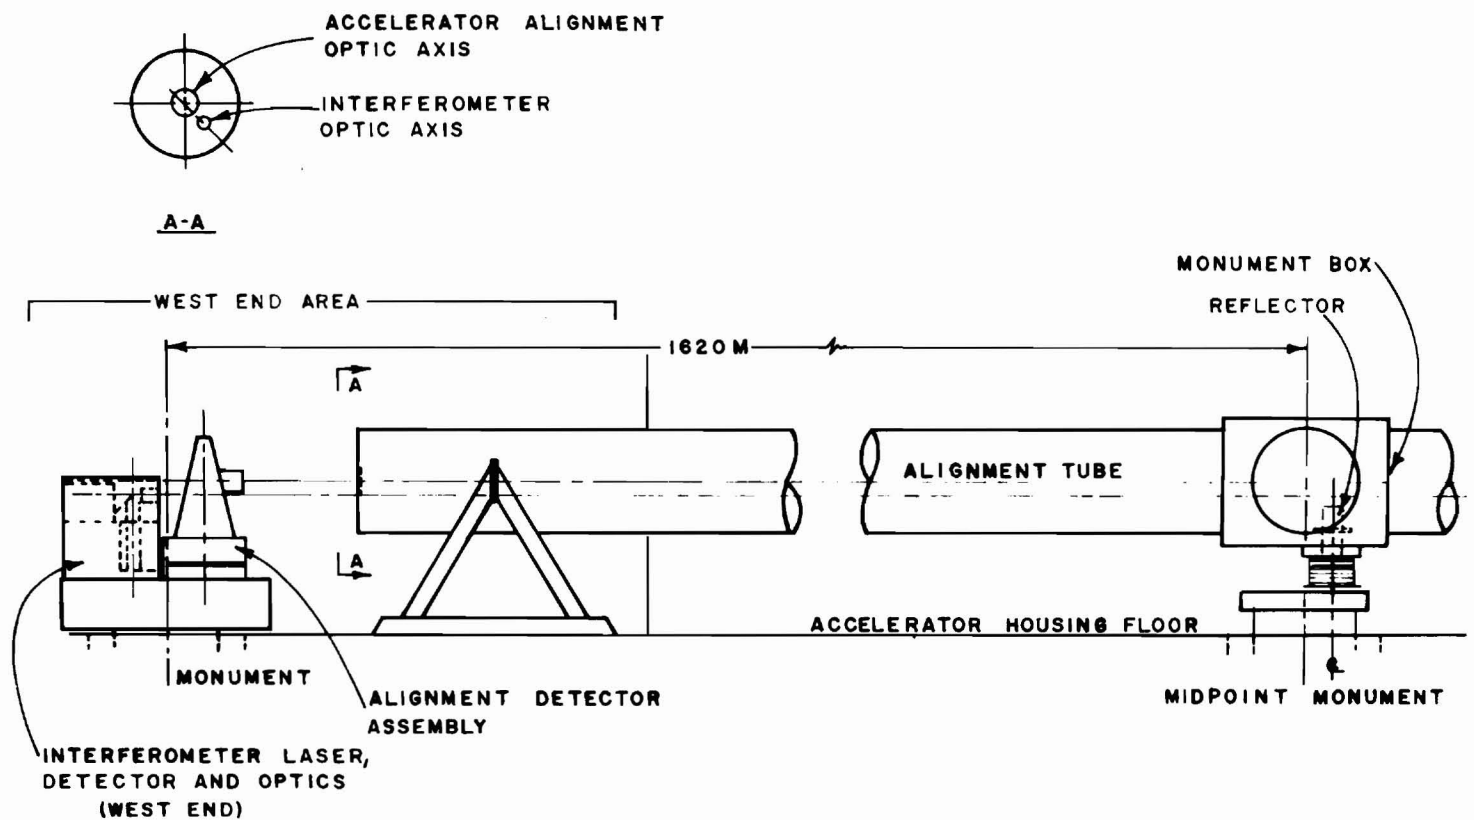 ACCELERATOR ALIGNMENT
OPTIC AXIS
INTERFEROMETER
OPTIC AXIS
A-A
MONUMENT BOX
REFLECTOR
WEST END AREA
1620 M
A
A
ALIGNMENT TUBE
ACCELERATOR HOUSING FLOOR
MONUMENT
℄
MIDPOINT MONUMENT
ALIGNMENT DETECTOR
ASSEMBLY
INTERFEROMETER LASER,
DETECTOR AND OPTICS
(WEST END)